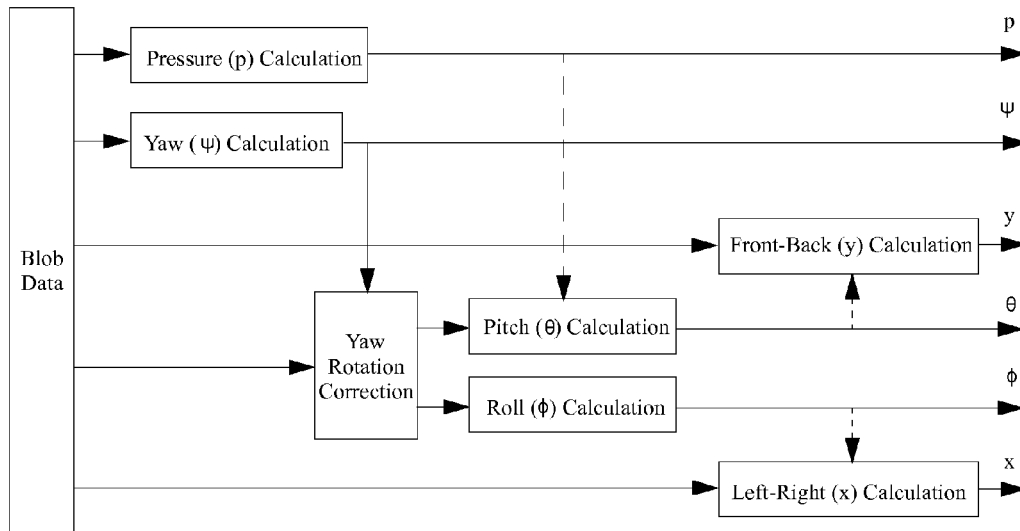 p
Pressure (p) Calculation
ψ
Yaw (ψ) Calculation
y
Front-Back (y) Calculation
Blob
Data
θ
Pitch (θ) Calculation
Yaw
Rotation
Correction
ϕ
Roll (ϕ) Calculation
x
Left-Right (x) Calculation